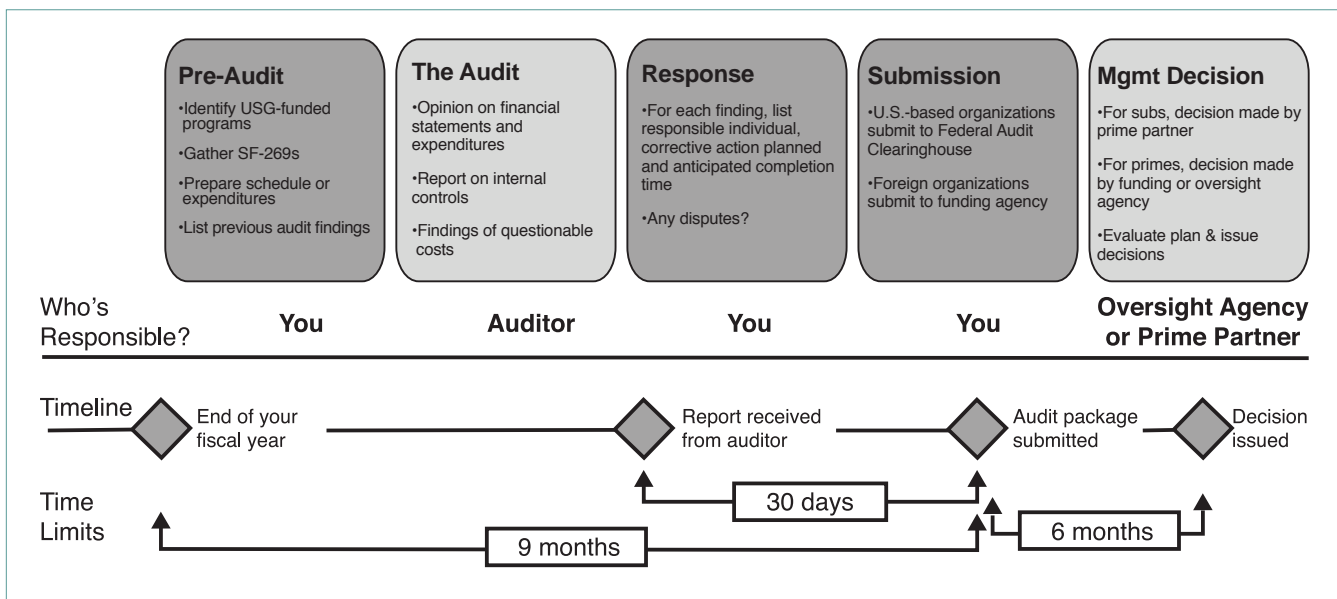 Pre-Audit
•Identify USG-funded
programs
•Gather SF-269s
•Prepare schedule or
expenditures
•List previous audit findings
The Audit
•Opinion on financial
statements and
expenditures
•Report on internal
controls
•Findings of questionable
costs
Response
•For each finding, list
responsible individual,
corrective action planned
and anticipated completion
time
•Any disputes?
Submission
•U.S.-based organizations
submit to Federal Audit
Clearinghouse
•Foreign organizations
submit to funding agency
Mgmt Decision
•For subs, decision made by
prime partner
•For primes, decision made
by funding or oversight
agency
•Evaluate plan & issue
decisions
Who's
Responsible?
You
Auditor
You
You
Oversight Agency
or Prime Partner
Timeline
End of your
fiscal year
Report received
from auditor
Audit package
submitted
Decision
issued
Time
Limits
30 days
9 months
6 months